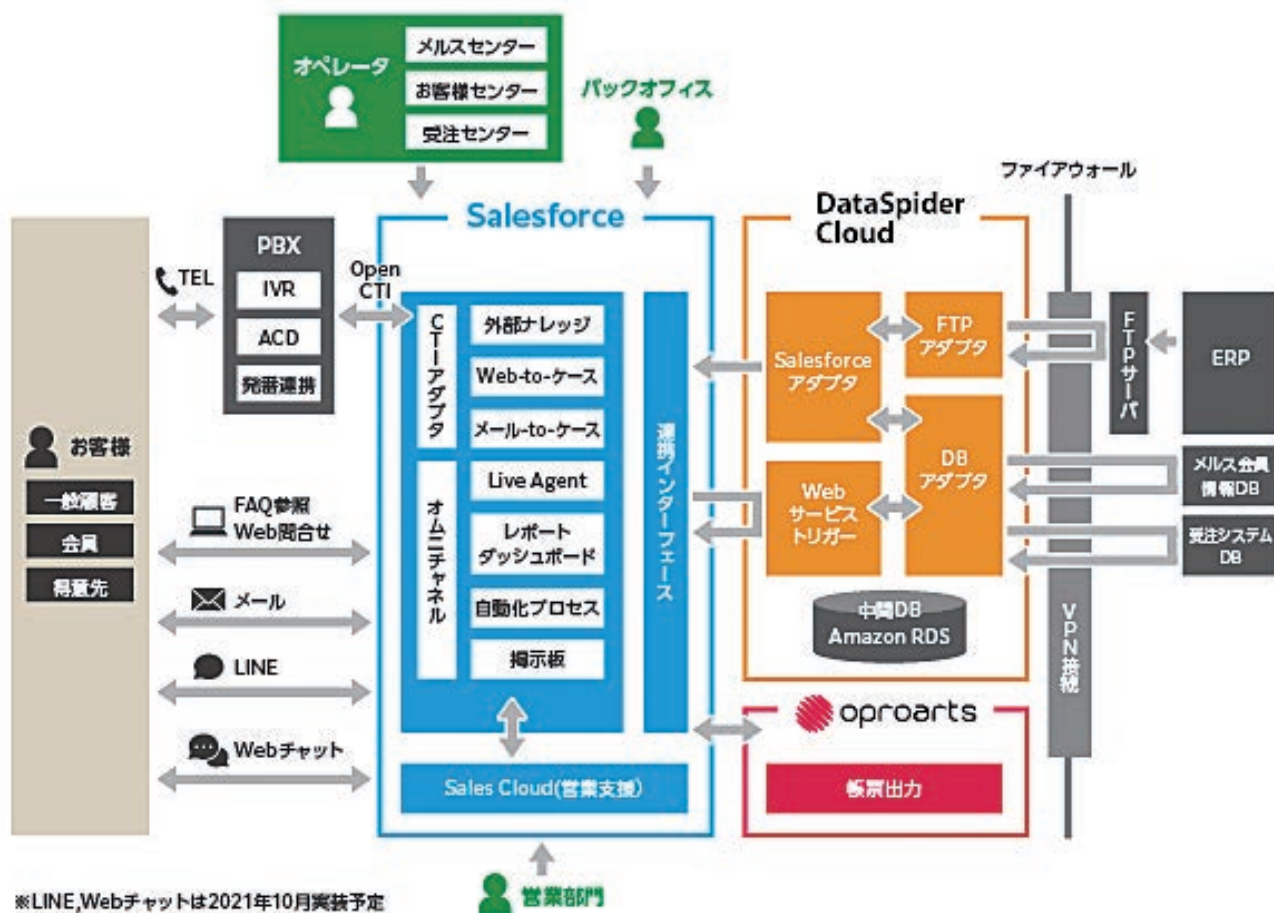 オペレータ
メルスセンター
お客様センター
受注センター
バックオフィス
ファイアウォール
Salesforce
DataSpider
Cloud
PBX
IVR
ACD
発番連携
TEL
Open
CTI
CTIアダプタ
オムニチャネル
外部ナレッジ
Web-to-ケース
メール-to-ケース
Live Agent
レポート
ダッシュボード
自動化プロセス
掲示板
連携インターフェース
Salesforce
アダプタ
FTP
アダプタ
DB
アダプタ
Web
サービス
トリガー
中間DB
Amazon RDS
FTPサーバ
ERP
メルス会員
情報DB
受注システム
DB
VPN接続
お客様
一般顧客
会員
得意先
FAQ参照
Web問合せ
メール
LINE
Webチャット
Sales Cloud(営業支援)
oproarts
帳票出力
営業部門
※LINE,Webチャットは2021年10月実装予定